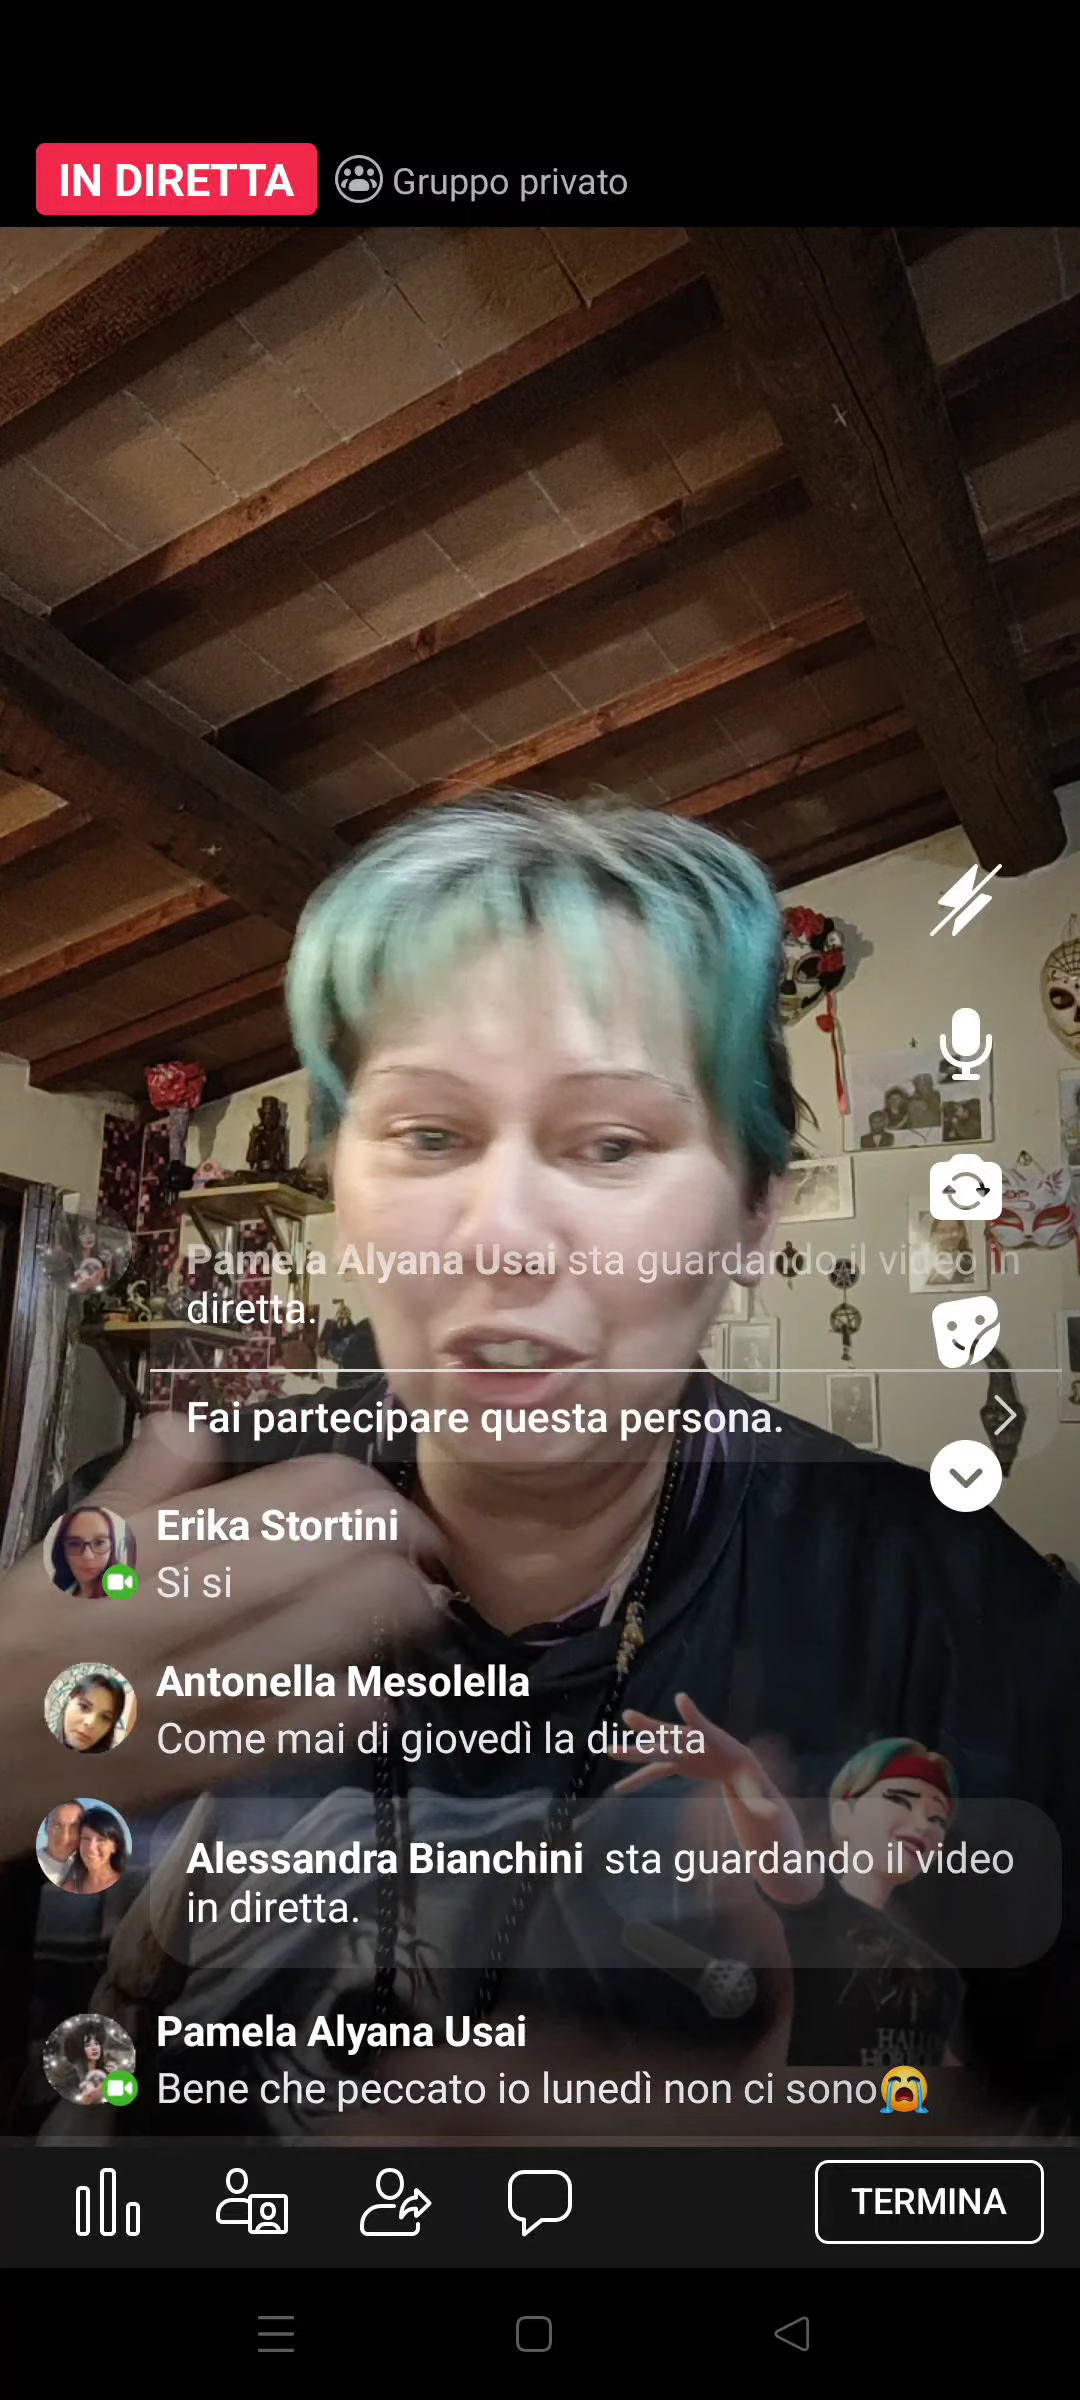 IN DIRETTA
Gruppo privato
Pamela Alyana Usai sta guardando il video in
diretta.
Fai partecipare questa persona.
Erika Stortini
Si si
Antonella Mesolella
Come mai di giovedì la diretta
Alessandra Bianchini sta guardando il video
in diretta.
Pamela Alyana Usai
Bene che peccato io lunedì non ci sono😭
TERMINA